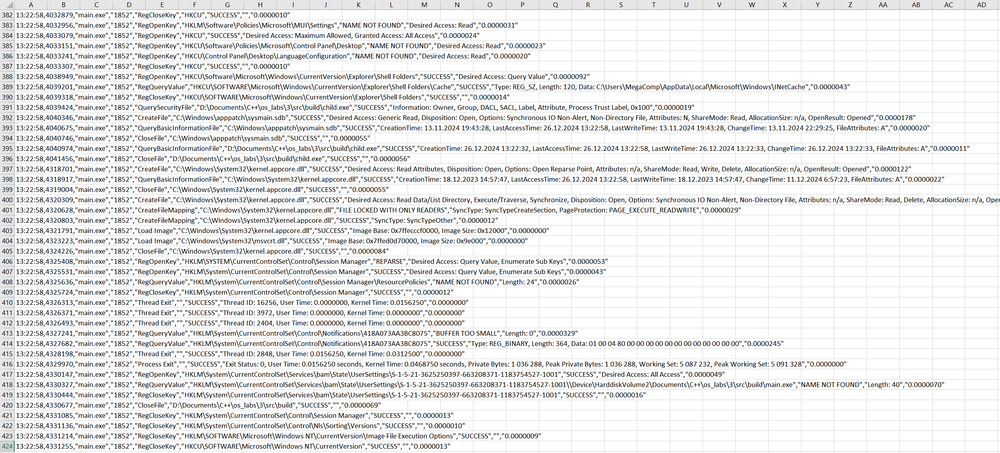 A B C D E F G H I J K L M N O P Q R S T U V W X Y Z AA AB AC AD
382 13:22:58,4032879,"main.exe","1852","RegCloseKey","HKCU","SUCCESS","","0.0000010"
383 13:22:58,4032956,"main.exe","1852","RegOpenKey","HKLM\Software\Policies\Microsoft\MUI\Settings","NAME NOT FOUND","Desired Access: Read","0.0000031"
384 13:22:58,4033079,"main.exe","1852","RegOpenKey","HKCU","SUCCESS","Desired Access: Maximum Allowed, Granted Access: All Access","0.0000024"
385 13:22:58,4033151,"main.exe","1852","RegOpenKey","HKCU\Software\Policies\Microsoft\Control Panel\Desktop","NAME NOT FOUND","Desired Access: Read","0.0000023"
386 13:22:58,4033241,"main.exe","1852","RegOpenKey","HKCU\Control Panel\Desktop\LanguageConfiguration","NAME NOT FOUND","Desired Access: Read","0.0000020"
387 13:22:58,4033307,"main.exe","1852","RegCloseKey","HKCU","SUCCESS","","0.0000010"
388 13:22:58,4038949,"main.exe","1852","RegOpenKey","HKCU\Software\Microsoft\Windows\CurrentVersion\Explorer\Shell Folders","SUCCESS","Desired Access: Query Value","0.0000092"
389 13:22:58,4039201,"main.exe","1852","RegQueryValue","HKCU\SOFTWARE\Microsoft\Windows\CurrentVersion\Explorer\Shell Folders\Cache","SUCCESS","Type: REG_SZ, Length: 120, Data: C:\Users\MegaComp\AppData\Local\Microsoft\Windows\INetCache","0.0000043"
390 13:22:58,4039318,"main.exe","1852","RegCloseKey","HKCU\SOFTWARE\Microsoft\Windows\CurrentVersion\Explorer\Shell Folders","SUCCESS","","0.0000014"
391 13:22:58,4039424,"main.exe","1852","QuerySecurityFile","D:\Documents\C++\os_labs\3\src\build\child.exe","SUCCESS","Information: Owner, Group, DACL, SACL, Label, Attribute, Process Trust Label, 0x100","0.0000019"
392 13:22:58,4040346,"main.exe","1852","CreateFile","C:\Windows\apppatch\sysmain.sdb","SUCCESS","Desired Access: Generic Read, Disposition: Open, Options: Synchronous IO Non-Alert, Non-Directory File, Attributes: N, ShareMode: Read, AllocationSize: n/a, OpenResult: Opened","0.0000178"
393 13:22:58,4040675,"main.exe","1852","QueryBasicInformationFile","C:\Windows\apppatch\sysmain.sdb","SUCCESS","CreationTime: 13.11.2024 19:43:28, LastAccessTime: 26.12.2024 13:22:58, LastWriteTime: 13.11.2024 19:43:28, ChangeTime: 13.11.2024 22:29:25, FileAttributes: A","0.0000020"
394 13:22:58,4040746,"main.exe","1852","CloseFile","C:\Windows\apppatch\sysmain.sdb","SUCCESS","","0.0000055"
395 13:22:58,4040974,"main.exe","1852","QueryBasicInformationFile","D:\Documents\C++\os_labs\3\src\build\child.exe","SUCCESS","CreationTime: 26.12.2024 13:22:32, LastAccessTime: 26.12.2024 13:22:58, LastWriteTime: 26.12.2024 13:22:33, ChangeTime: 26.12.2024 13:22:33, FileAttributes: A","0.0000011"
396 13:22:58,4041456,"main.exe","1852","CloseFile","D:\Documents\C++\os_labs\3\src\build\child.exe","SUCCESS","","0.0000056"
397 13:22:58,4318701,"main.exe","1852","CreateFile","C:\Windows\System32\kernel.appcore.dll","SUCCESS","Desired Access: Read Attributes, Disposition: Open, Options: Open Reparse Point, Attributes: n/a, ShareMode: Read, Write, Delete, AllocationSize: n/a, OpenResult: Opened","0.0000122"
398 13:22:58,4318917,"main.exe","1852","QueryBasicInformationFile","C:\Windows\System32\kernel.appcore.dll","SUCCESS","CreationTime: 18.12.2023 14:57:47, LastAccessTime: 26.12.2024 13:22:58, LastWriteTime: 18.12.2023 14:57:47, ChangeTime: 11.12.2024 6:57:23, FileAttributes: A","0.0000022"
399 13:22:58,4319004,"main.exe","1852","CloseFile","C:\Windows\System32\kernel.appcore.dll","SUCCESS","","0.0000055"
400 13:22:58,4320309,"main.exe","1852","CreateFile","C:\Windows\System32\kernel.appcore.dll","SUCCESS","Desired Access: Read Data/List Directory, Execute/Traverse, Synchronize, Disposition: Open, Options: Synchronous IO Non-Alert, Non-Directory File, Attributes: n/a, ShareMode: Read, Delete, AllocationSize: n/a, Oper
401 13:22:58,4320628,"main.exe","1852","CreateFileMapping","C:\Windows\System32\kernel.appcore.dll","FILE LOCKED WITH ONLY READERS","SyncType: SyncTypeCreateSection, PageProtection: PAGE_EXECUTE_READWRITE","0.0000029"
402 13:22:58,4320803,"main.exe","1852","CreateFileMapping","C:\Windows\System32\kernel.appcore.dll","SUCCESS","SyncType: SyncTypeOther","0.0000012"
403 13:22:58,4321791,"main.exe","1852","Load Image","C:\Windows\System32\kernel.appcore.dll","SUCCESS","Image Base: 0x7ffecccf0000, Image Size: 0x12000","0.0000000"
404 13:22:58,4323223,"main.exe","1852","Load Image","C:\Windows\System32\msvcrt.dll","SUCCESS","Image Base: 0x7ffed0d70000, Image Size: 0x9e000","0.0000000"
405 13:22:58,4324226,"main.exe","1852","CloseFile","C:\Windows\System32\kernel.appcore.dll","SUCCESS","","0.0000084"
406 13:22:58,4325408,"main.exe","1852","RegOpenKey","HKLM\SYSTEM\CurrentControlSet\Control\Session Manager","REPARSE","Desired Access: Query Value, Enumerate Sub Keys","0.0000053"
407 13:22:58,4325531,"main.exe","1852","RegOpenKey","HKLM\System\CurrentControlSet\Control\Session Manager","SUCCESS","Desired Access: Query Value, Enumerate Sub Keys","0.0000043"
408 13:22:58,4325636,"main.exe","1852","RegQueryValue","HKLM\System\CurrentControlSet\Control\Session Manager\ResourcePolicies","NAME NOT FOUND","Length: 24","0.0000026"
409 13:22:58,4325724,"main.exe","1852","RegCloseKey","HKLM\System\CurrentControlSet\Control\Session Manager","SUCCESS","","0.0000012"
410 13:22:58,4326313,"main.exe","1852","Thread Exit","","SUCCESS","Thread ID: 16256, User Time: 0.0000000, Kernel Time: 0.0156250","0.0000000"
411 13:22:58,4326371,"main.exe","1852","Thread Exit","","SUCCESS","Thread ID: 3972, User Time: 0.0000000, Kernel Time: 0.0000000","0.0000000"
412 13:22:58,4326493,"main.exe","1852","Thread Exit","","SUCCESS","Thread ID: 2404, User Time: 0.0000000, Kernel Time: 0.0000000","0.0000000"
413 13:22:58,4327241,"main.exe","1852","RegQueryValue","HKLM\System\CurrentControlSet\Control\Notifications\418A073AA3BC8075","BUFFER TOO SMALL","Length: 0","0.0000329"
414 13:22:58,4327682,"main.exe","1852","RegQueryValue","HKLM\System\CurrentControlSet\Control\Notifications\418A073AA3BC8075","SUCCESS","Type: REG_BINARY, Length: 364, Data: 01 00 04 80 00 00 00 00 00 00 00 00 00 00 00 00","0.0000245"
415 13:22:58,4328198,"main.exe","1852","Thread Exit","","SUCCESS","Thread ID: 2848, User Time: 0.0156250, Kernel Time: 0.0312500","0.0000000"
416 13:22:58,4329970,"main.exe","1852","Process Exit","","SUCCESS","Exit Status: 0, User Time: 0.0156250 seconds, Kernel Time: 0.0468750 seconds, Private Bytes: 1 036 288, Peak Private Bytes: 1 036 288, Working Set: 5 087 232, Peak Working Set: 5 091 328","0.0000000"
417 13:22:58,4330147,"main.exe","1852","RegOpenKey","HKLM\System\CurrentControlSet\Services\bam\State\UserSettings\S-1-5-21-3625250397-663208371-1183754527-1001","SUCCESS","Desired Access: All Access","0.0000049"
418 13:22:58,4330327,"main.exe","1852","RegQueryValue","HKLM\System\CurrentControlSet\Services\bam\State\UserSettings\S-1-5-21-3625250397-663208371-1183754527-1001\\Device\HarddiskVolume2\Documents\C++\os_labs\3\src\build\main.exe","NAME NOT FOUND","Length: 40","0.0000070"
419 13:22:58,4330444,"main.exe","1852","RegCloseKey","HKLM\System\CurrentControlSet\Services\bam\State\UserSettings\S-1-5-21-3625250397-663208371-1183754527-1001","SUCCESS","","0.0000016"
420 13:22:58,4330677,"main.exe","1852","CloseFile","D:\Documents\C++\os_labs\3\src\build","SUCCESS","","0.0000069"
421 13:22:58,4331085,"main.exe","1852","RegCloseKey","HKLM\System\CurrentControlSet\Control\Session Manager","SUCCESS","","0.0000013"
422 13:22:58,4331136,"main.exe","1852","RegCloseKey","HKLM\System\CurrentControlSet\Control\Nls\Sorting\Versions","SUCCESS","","0.0000010"
423 13:22:58,4331214,"main.exe","1852","RegCloseKey","HKLM\SOFTWARE\Microsoft\Windows NT\CurrentVersion\Image File Execution Options","SUCCESS","","0.0000009"
424 13:22:58,4331255,"main.exe","1852","RegCloseKey","HKCU\SOFTWARE\Microsoft\Windows NT\CurrentVersion","SUCCESS","","0.0000013"